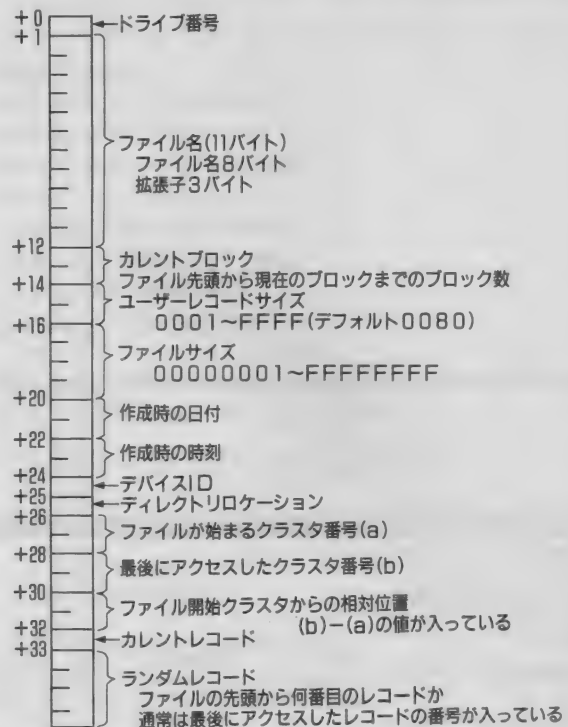 +0
ドライブ番号
+1
ファイル名(11バイト)
ファイル名8バイト
拡張子3バイト
+12
カレントブロック
ファイル先頭から現在のブロックまでのブロック数
+14
ユーザーレコードサイズ
0001~FFFF(デフォルト0080)
+16
ファイルサイズ
00000001~FFFFFFFF
+20
作成時の日付
+22
作成時の時刻
+24
デバイスID
+25
ディレクトリロケーション
+26
ファイルが始まるクラスタ番号(a)
+28
最後にアクセスしたクラスタ番号(b)
+30
ファイル開始クラスタからの相対位置
(b)-(a)の値が入っている
+32
カレントレコード
+33
ランダムレコード
ファイルの先頭から何番目のレコードか
通常は最後にアクセスしたレコードの番号が入っている